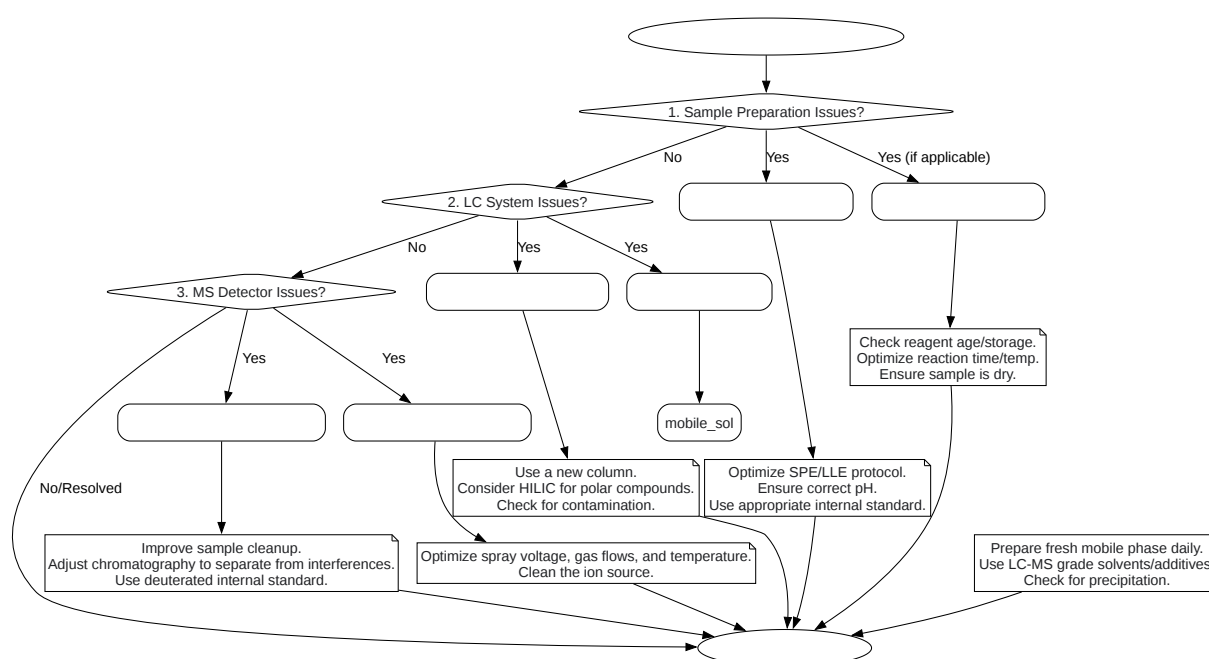 1. Sample Preparation Issues?
No
Yes
Yes (if applicable)
2. LC System Issues?
No
Yes
Yes
3. MS Detector Issues?
Yes
Yes
No/Resolved
Check reagent age/storage.
Optimize reaction time/temp.
Ensure sample is dry.
mobile_sol
Use a new column.
Consider HILIC for polar compounds.
Check for contamination.
Optimize SPE/LLE protocol.
Ensure correct pH.
Use appropriate internal standard.
Improve sample cleanup.
Adjust chromatography to separate from interferences.
Use deuterated internal standard.
Optimize spray voltage, gas flows, and temperature.
Clean the ion source.
Prepare fresh mobile phase daily.
Use LC-MS grade solvents/additives
Check for precipitation.